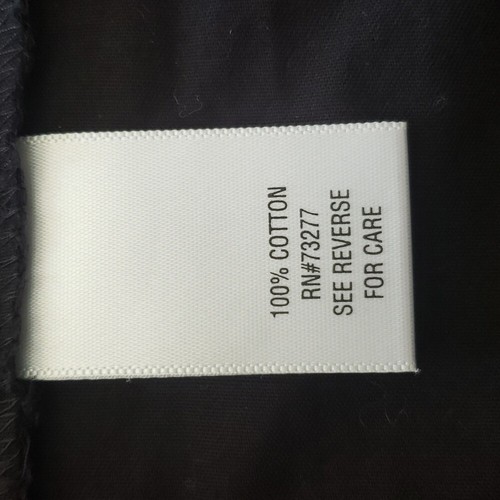 100% COTTON
RN#73277
SEE REVERSE
FOR CARE